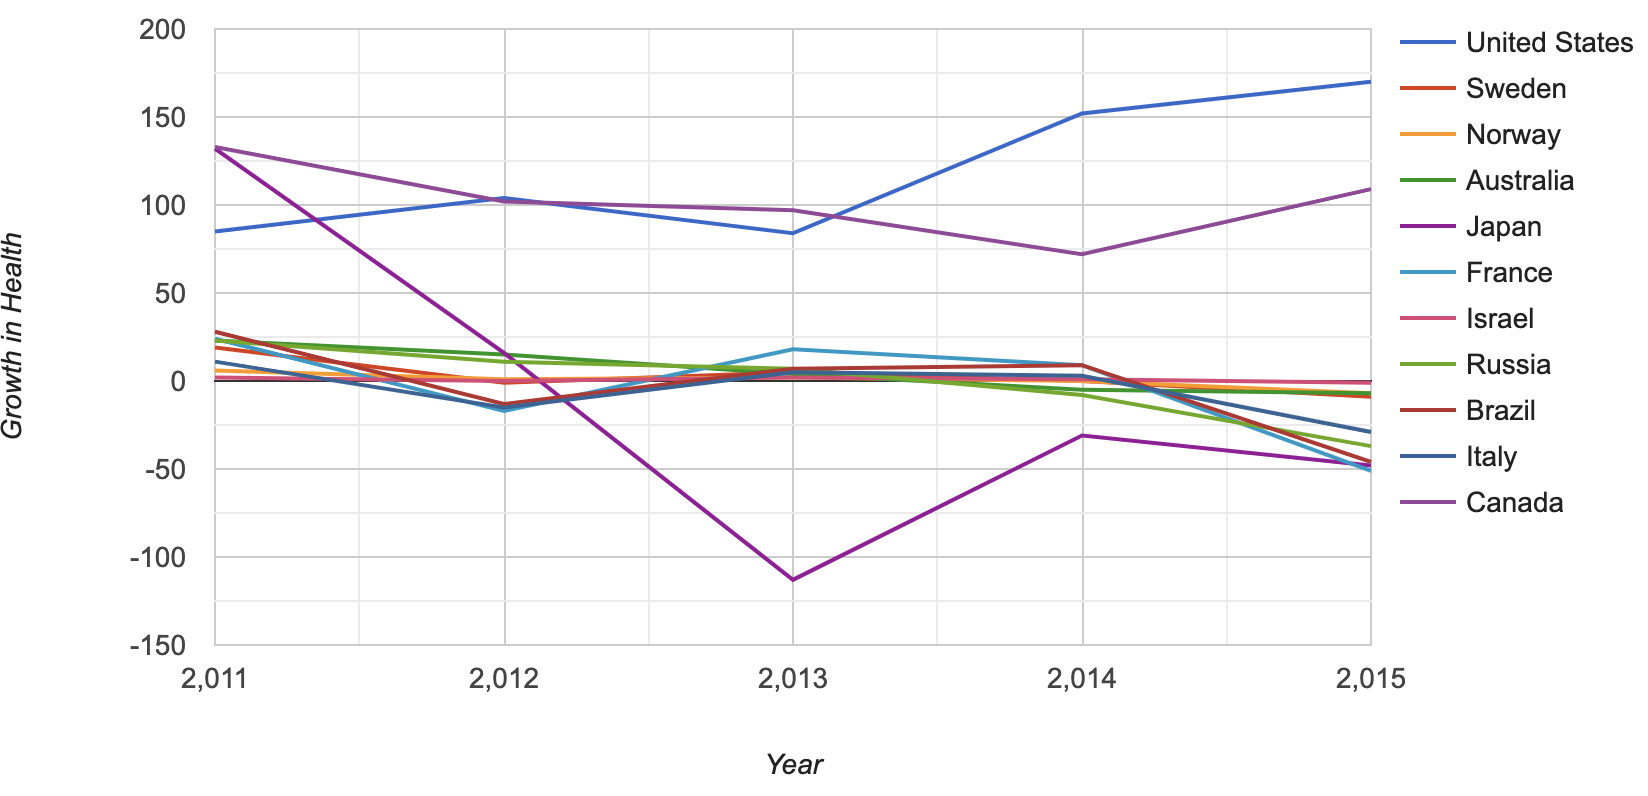 200
150
100
50
0
-50
-100
-150
Growth in Health
2,011
2,012
2,013
2,014
2,015
Year
United States
Sweden
Norway
Australia
Japan
France
Israel
Russia
Brazil
Italy
Canada